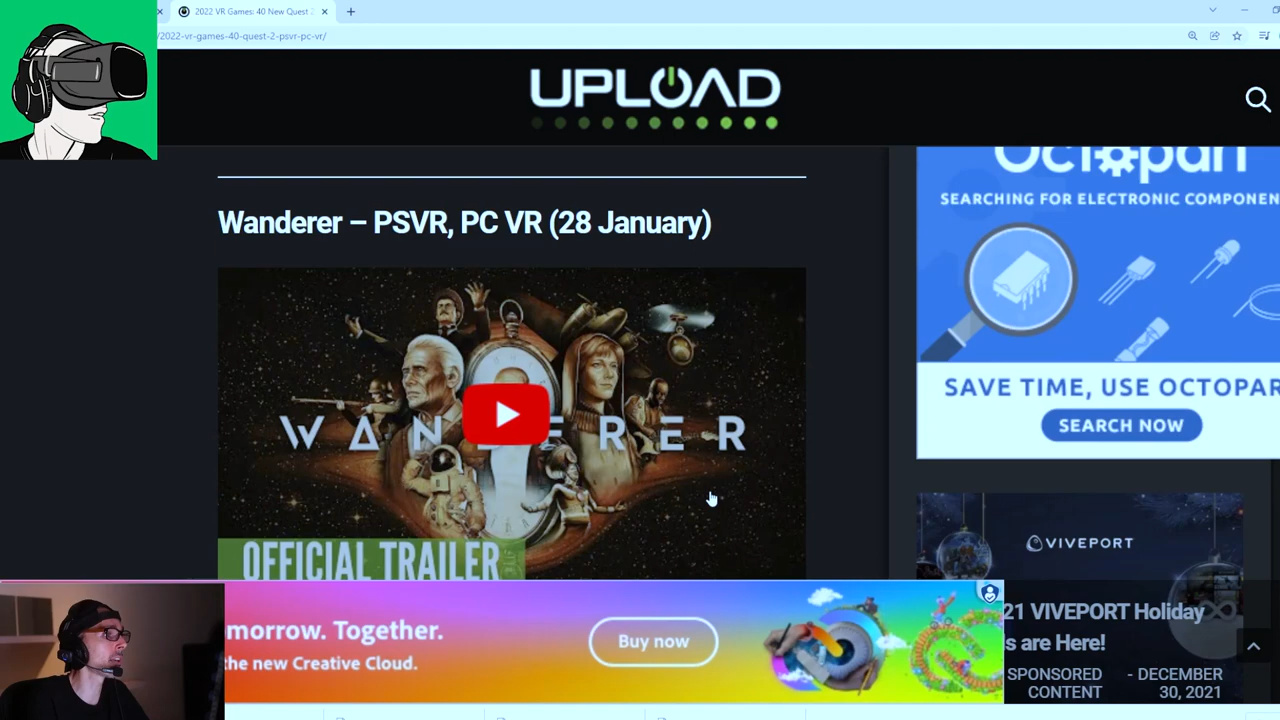 2022 VR Games: 40 New Quest 2
/2022-vr-games-40-quest-2-psvr-pc-vr/
UPLOAD
Wanderer – PSVR, PC VR (28 January)
WANDERER
OFFICIAL TRAILER
Octopart
SEARCHING FOR ELECTRONIC COMPONEN
SAVE TIME, USE OCTOPAR
SEARCH NOW
VIVEPORT
21 VIVEPORT Holiday
s are Here!
SPONSORED CONTENT - DECEMBER 30, 2021
morrow. Together.
the new Creative Cloud.
Buy now